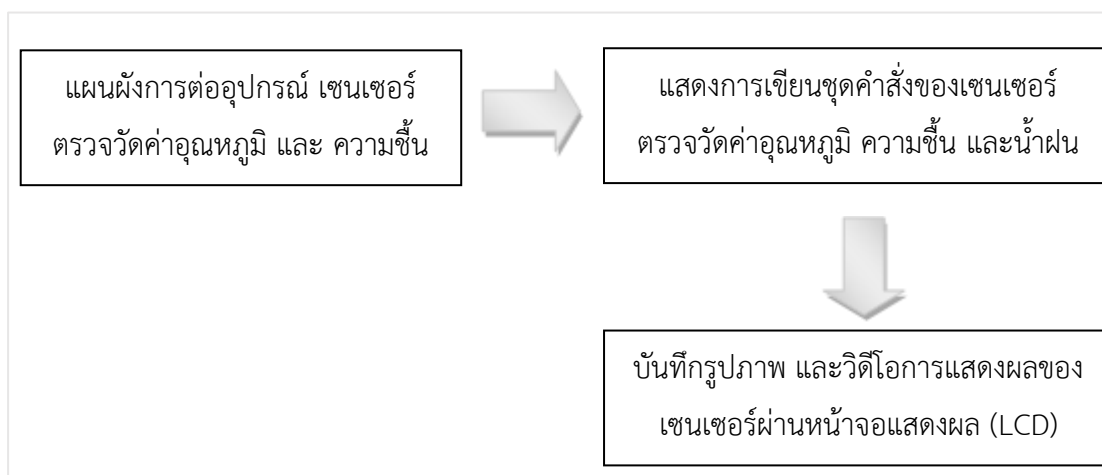 แผนผังการต่ออุปกรณ์ เซนเซอร์
ตรวจวัดค่าอุณหภูมิ และ ความชื้น
แสดงการเขียนชุดคำสั่งของเซนเซอร์
ตรวจวัดค่าอุณหภูมิ ความชื้น และน้ำฝน
บันทึกรูปภาพ และวิดีโอการแสดงผลของ
เซนเซอร์ผ่านหน้าจอแสดงผล (LCD)